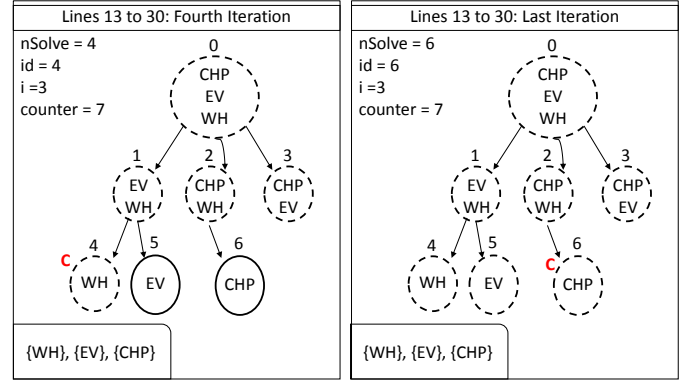 Lines 13 to 30: Fourth Iteration
nSolve = 4
id = 4
i =3
counter = 7
0
CHP
EV
WH
1
2
3
EV
WH
CHP
WH
CHP
EV
4
5
6
C
WH
EV
CHP
{WH}, {EV}, {CHP}
Lines 13 to 30: Last Iteration
nSolve = 6
id = 6
i =3
counter = 7
0
CHP
EV
WH
1
2
3
EV
WH
CHP
WH
CHP
EV
4
5
6
C
WH
EV
CHP
{WH}, {EV}, {CHP}